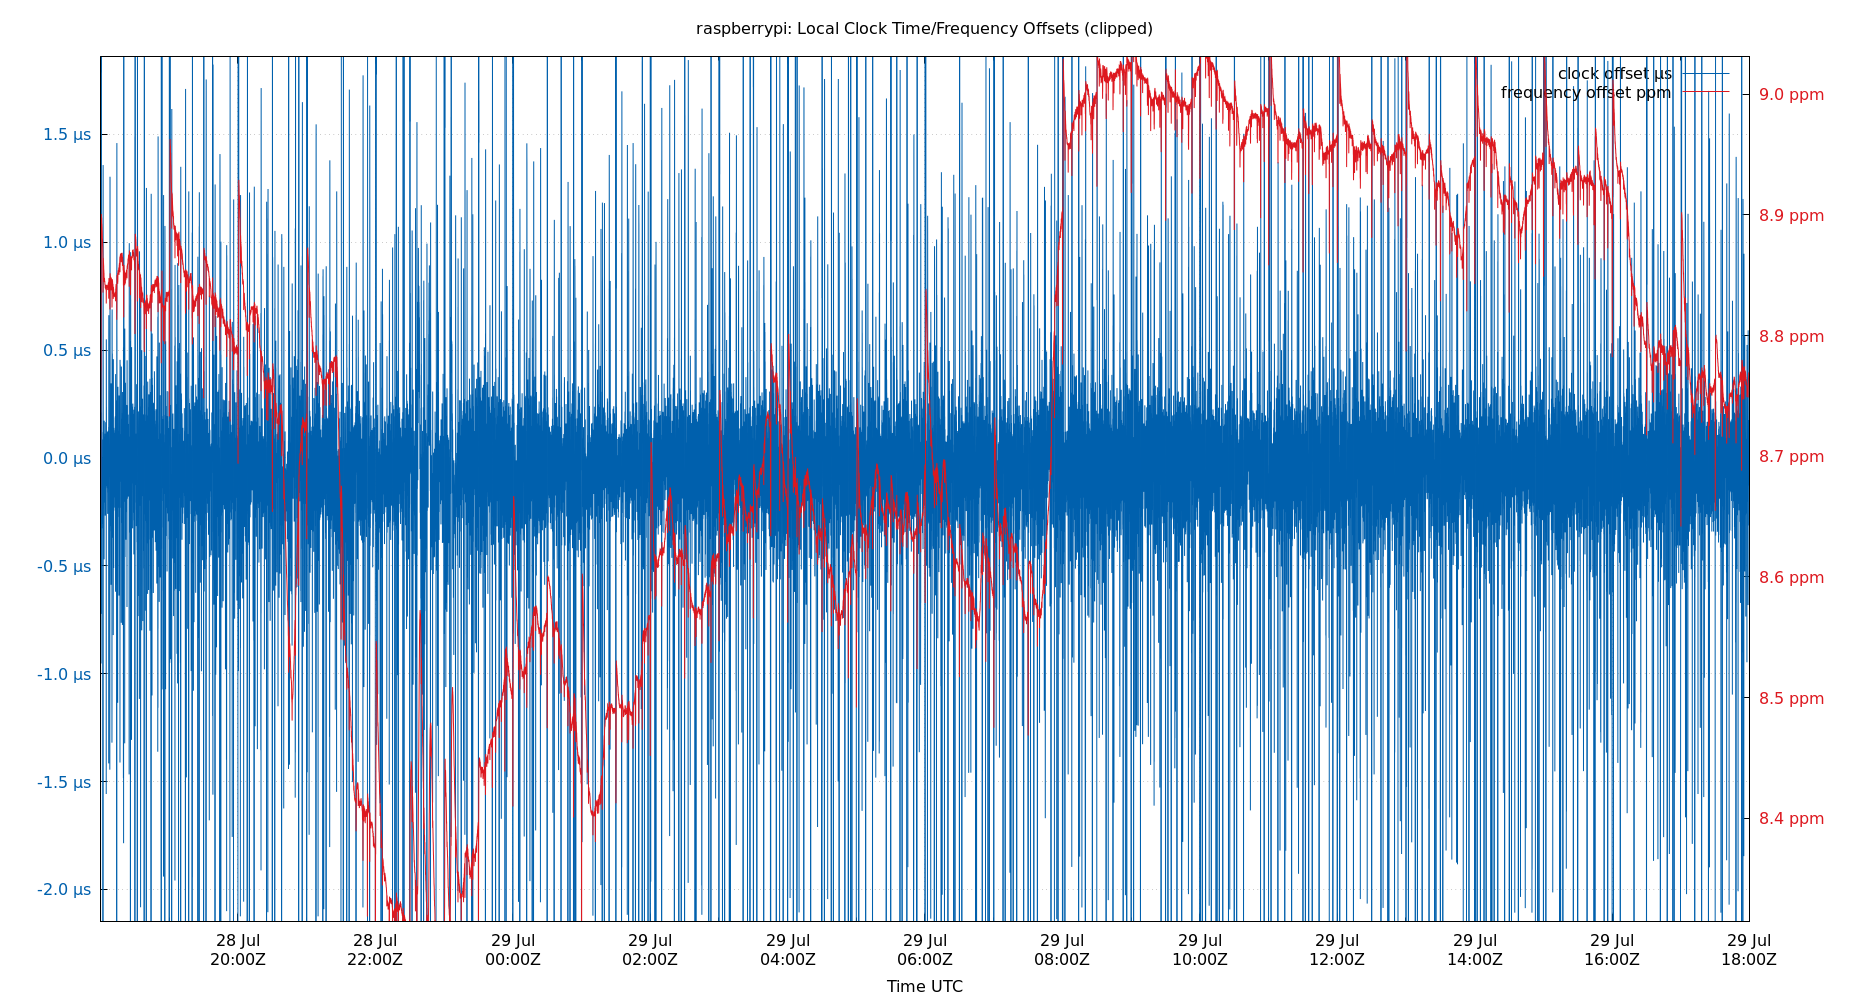 raspberrypi: Local Clock Time/Frequency Offsets (clipped)
clock offset µs
frequency offset ppm
1.5 µs
1.0 µs
0.5 µs
0.0 µs
-0.5 µs
-1.0 µs
-1.5 µs
-2.0 µs
9.0 ppm
8.9 ppm
8.8 ppm
8.7 ppm
8.6 ppm
8.5 ppm
8.4 ppm
28 Jul 28 Jul 29 Jul 29 Jul 29 Jul 29 Jul 29 Jul 29 Jul 29 Jul 29 Jul 29 Jul 29 Jul
20:00Z 22:00Z 00:00Z 02:00Z 04:00Z 06:00Z 08:00Z 10:00Z 12:00Z 14:00Z 16:00Z 18:00Z
Time UTC